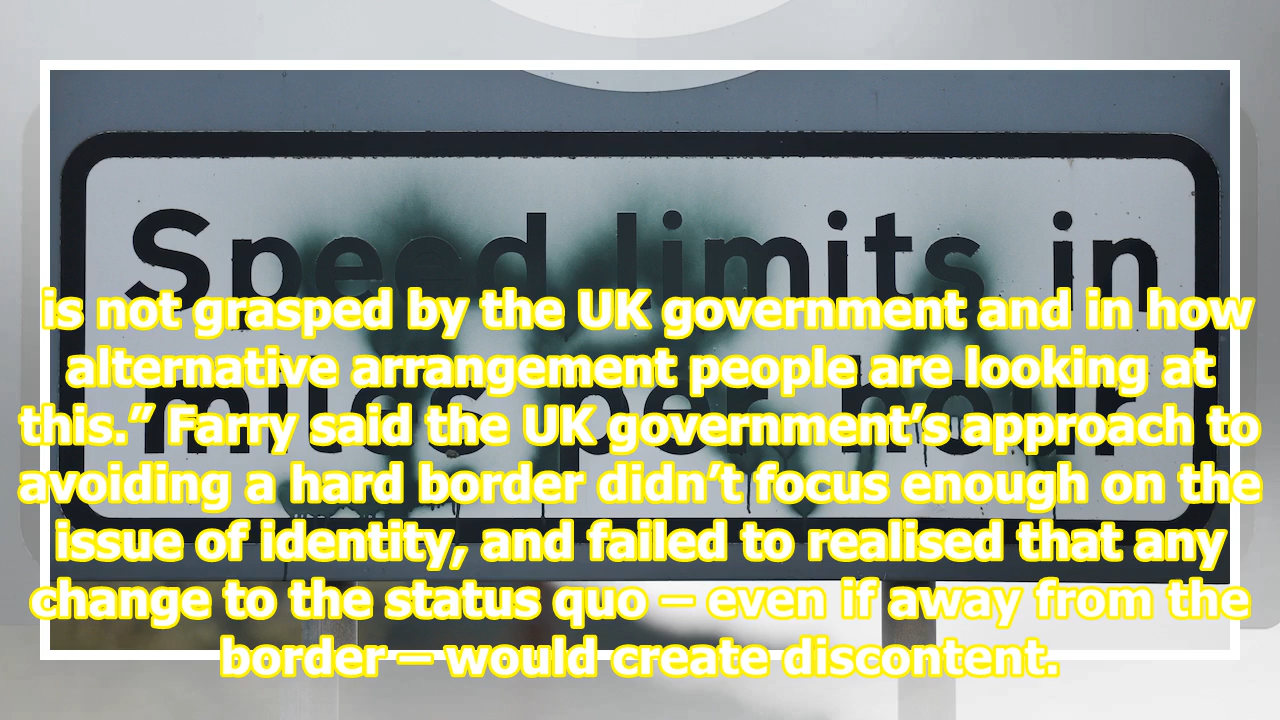 Speed limits in
miles per hour
is not grasped by the UK government and in how
alternative arrangement people are looking at
this.” Farry said the UK government’s approach to
avoiding a hard border didn’t focus enough on the
issue of identity, and failed to realised that any
change to the status quo – even if away from the
border – would create discontent.